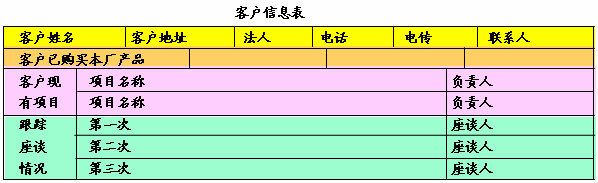 客户信息表
客户姓名 客户地址 法人 电话 电传 联系人
客户已购买本厂产品
客户现 项目名称 负责人
有项目 项目名称 负责人
跟踪 第一次 座谈人
座谈 第二次 座谈人
情况 第三次 座谈人